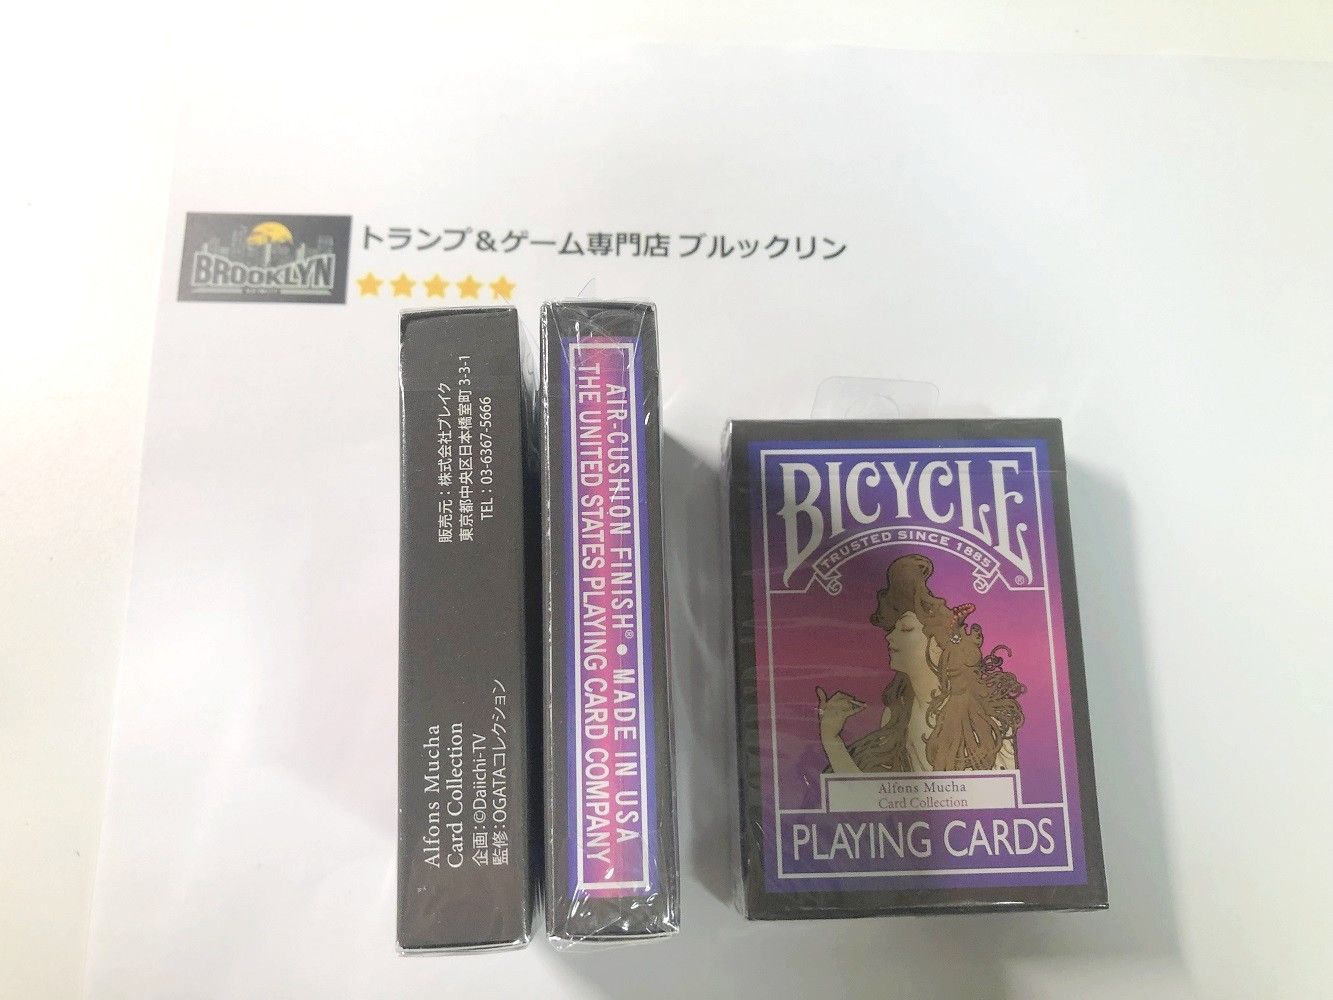 BROOKLYN
トランプ＆ゲーム専門店 ブルックリン
販売元：株式会社ブレイク
東京都中央区日本橋室町 3-3-1
TEL：03-6367-5666
Alfons Mucha
Card Collection
企画：©Daiichi-TV
監修：OGATAコレクション
AIR-CUSHION FINISH® • MADE IN USA
THE UNITED STATES PLAYING CARD COMPANY
BICYCLE®
TRUSTED SINCE 1885
Alfons Mucha
Card Collection
PLAYING CARDS